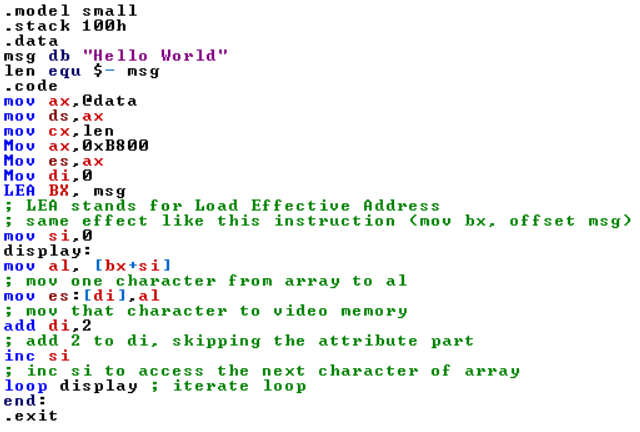 .model small
.stack 100h
.data
msg db "Hello World"
len equ $- msg
.code
mov ax,@data
mov ds,ax
mov cx,len
Mov ax,0xB800
Mov es,ax
Mov di,0
LEA BX, msg
; LEA stands for Load Effective Address
; same effect like this instruction (mov bx, offset msg)
mov si,0
display:
mov al, [bx+si]
; mov one character from array to al
mov es:[di],al
; mov that character to video memory
add di,2
; add 2 to di, skipping the attribute part
inc si
; inc si to access the next character of array
loop display ; iterate loop
end:
.exit